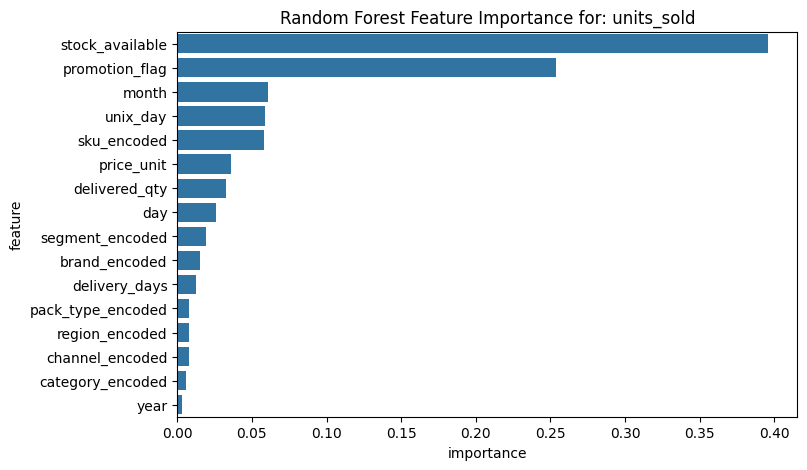 Random Forest Feature Importance for: units_sold
stock_available
promotion_flag
month
unix_day
sku_encoded
price_unit
delivered_qty
day
segment_encoded
brand_encoded
delivery_days
pack_type_encoded
region_encoded
channel_encoded
category_encoded
year
feature
0.00 0.05 0.10 0.15 0.20 0.25 0.30 0.35 0.40
importance